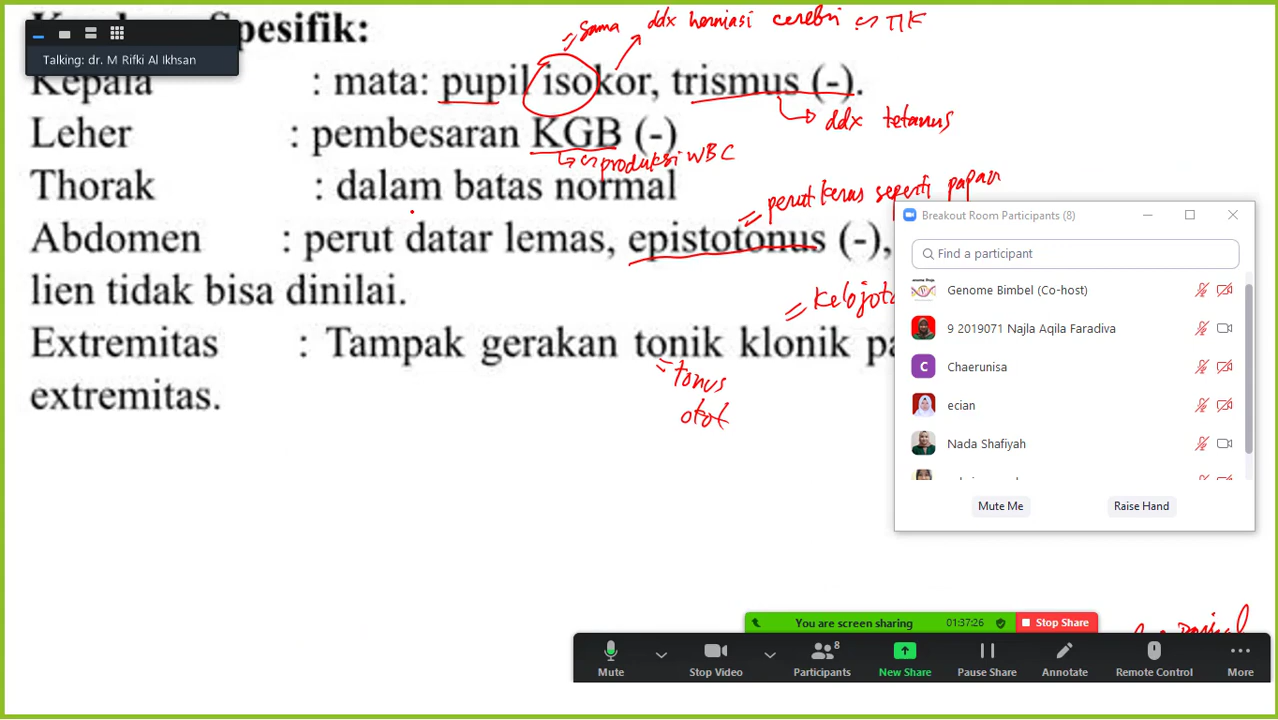 Spesifik:
Talking: dr. M Rifki Al Ikhsan
= sama
ddx herniasi cerebri TIK
Kepala : mata: pupil isokor, trismus (-).
ddx tetanus
Leher : pembesaran KGB (-)
produksi WBC
Thorak : dalam batas normal
= perut keras seperti papan
Abdomen : perut datar lemas, epistotonus (-),
lien tidak bisa dinilai.
= Kelojota
Extremitas : Tampak gerakan tonik klonik pa
= tonus
otot
extremitas.
Breakout Room Participants (8)
Find a participant
Genome Bimbel (Co-host)
9 2019071 Najla Aqila Faradiva
C Chaerunisa
ecian
Nada Shafiyah
Mute Me Raise Hand
You are screen sharing 01:37:26 Stop Share
8
Mute Stop Video Participants New Share Pause Share Annotate Remote Control More